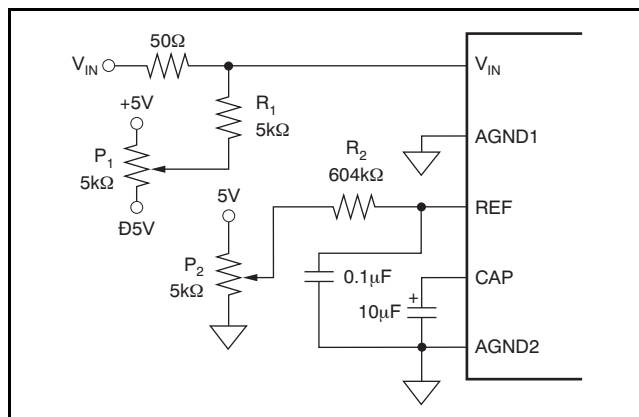 50Ω
V_IN
V_IN
+5V
R_1
5kΩ
P_1
5kΩ
Ð5V
AGND1
R_2
604kΩ
5V
REF
P_2
5kΩ
0.1μF
CAP
+
10μF
AGND2